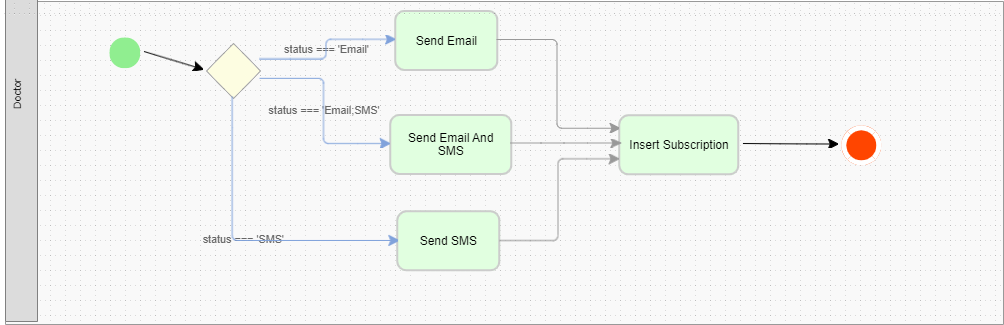 Doctor
status === 'Email'
Send Email
status === 'Email;SMS'
Send Email And
SMS
Insert Subscription
status === 'SMS'
Send SMS